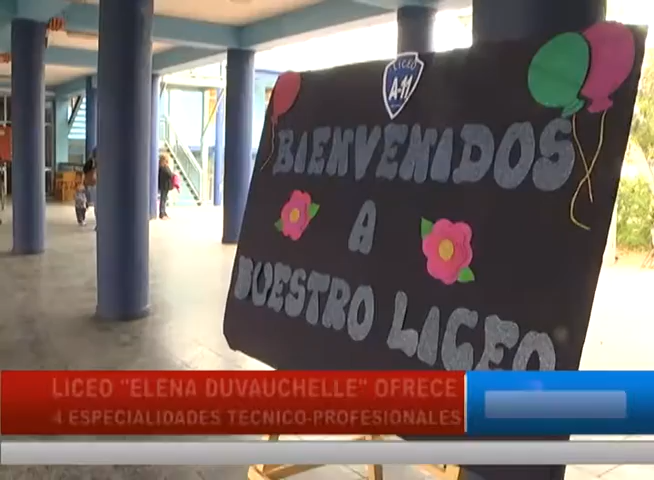 LICEO
A-11
BIENVENIDOS
A
NUESTRO LICEO
LICEO "ELENA DUVAUCHELLE" OFRECE
4 ESPECIALIDADES TECNICO-PROFESIONALES